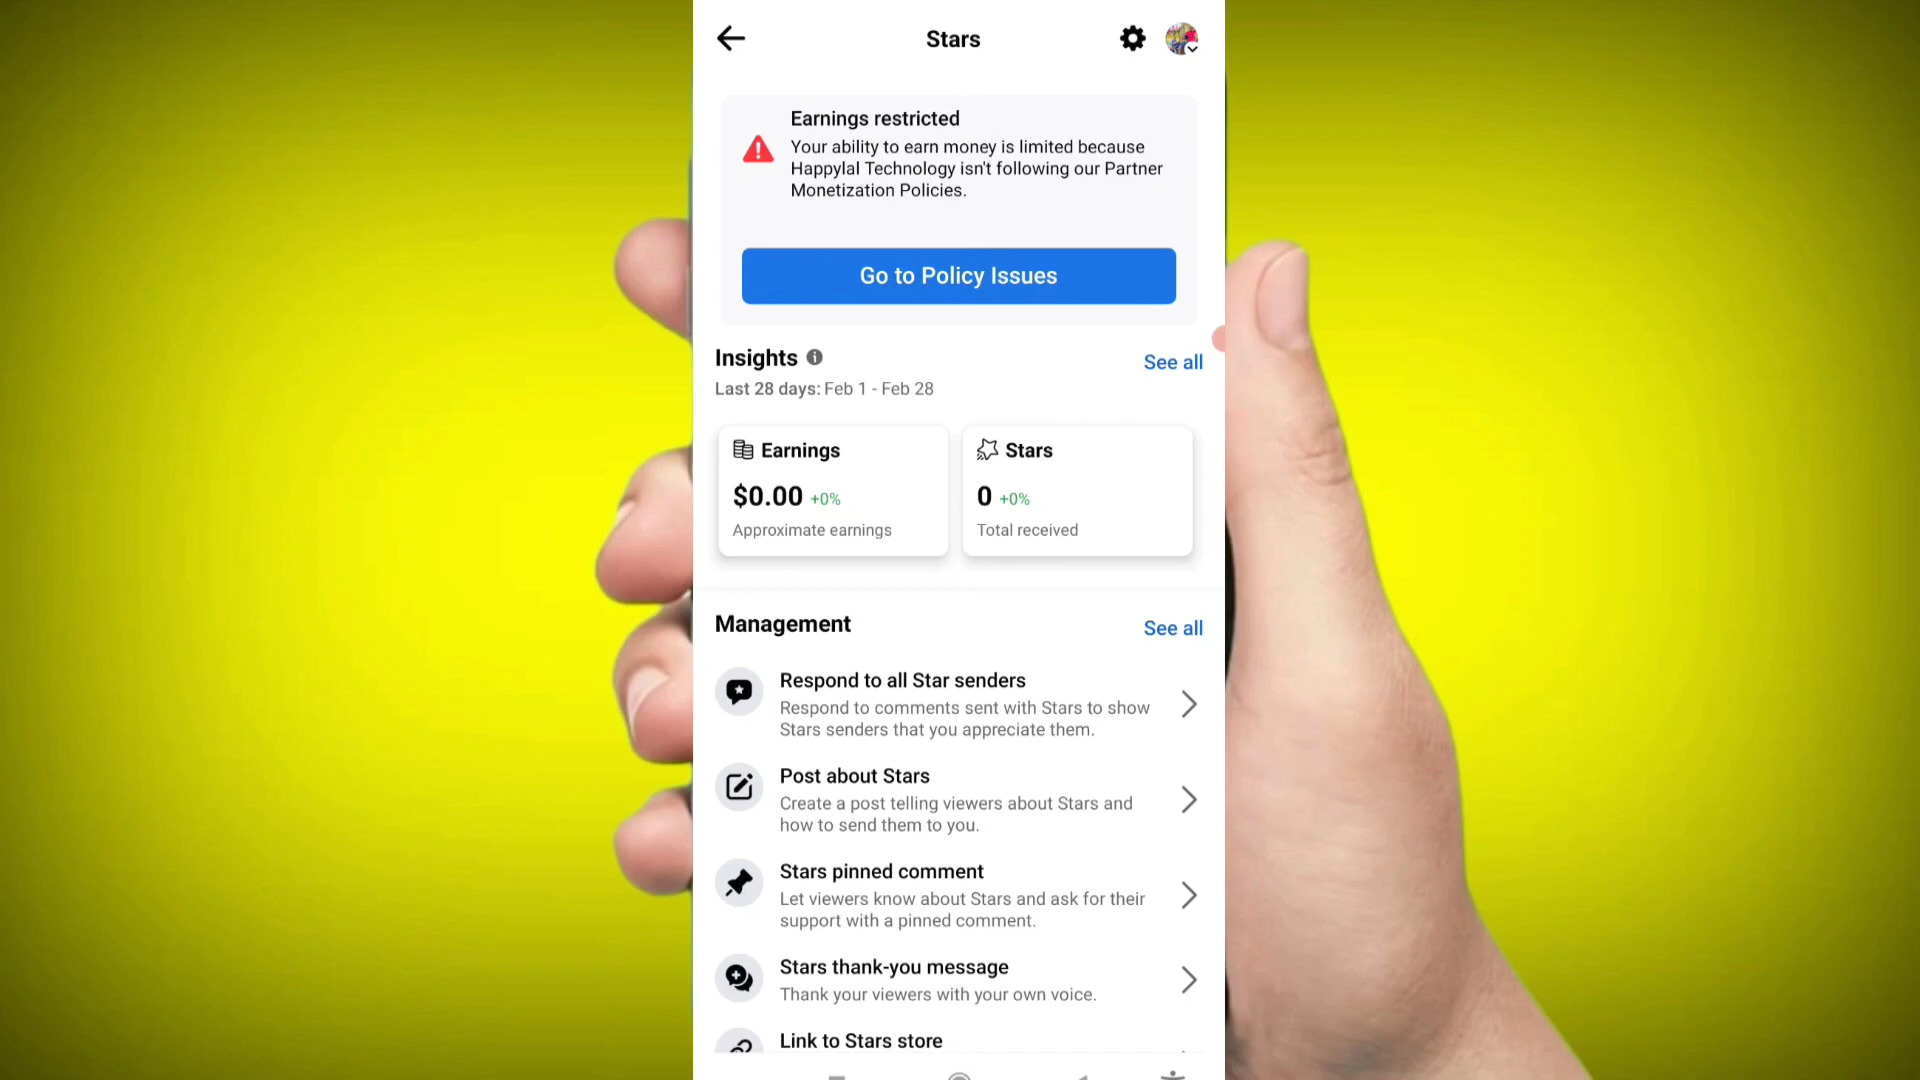 Stars
Earnings restricted
Your ability to earn money is limited because
Happylal Technology isn't following our Partner
Monetization Policies.
Go to Policy Issues
Insights
See all
Last 28 days: Feb 1 - Feb 28
Earnings
$0.00 +0%
Approximate earnings
Stars
0 +0%
Total received
Management
See all
Respond to all Star senders
Respond to comments sent with Stars to show
Stars senders that you appreciate them.
Post about Stars
Create a post telling viewers about Stars and
how to send them to you.
Stars pinned comment
Let viewers know about Stars and ask for their
support with a pinned comment.
Stars thank-you message
Thank your viewers with your own voice.
Link to Stars store